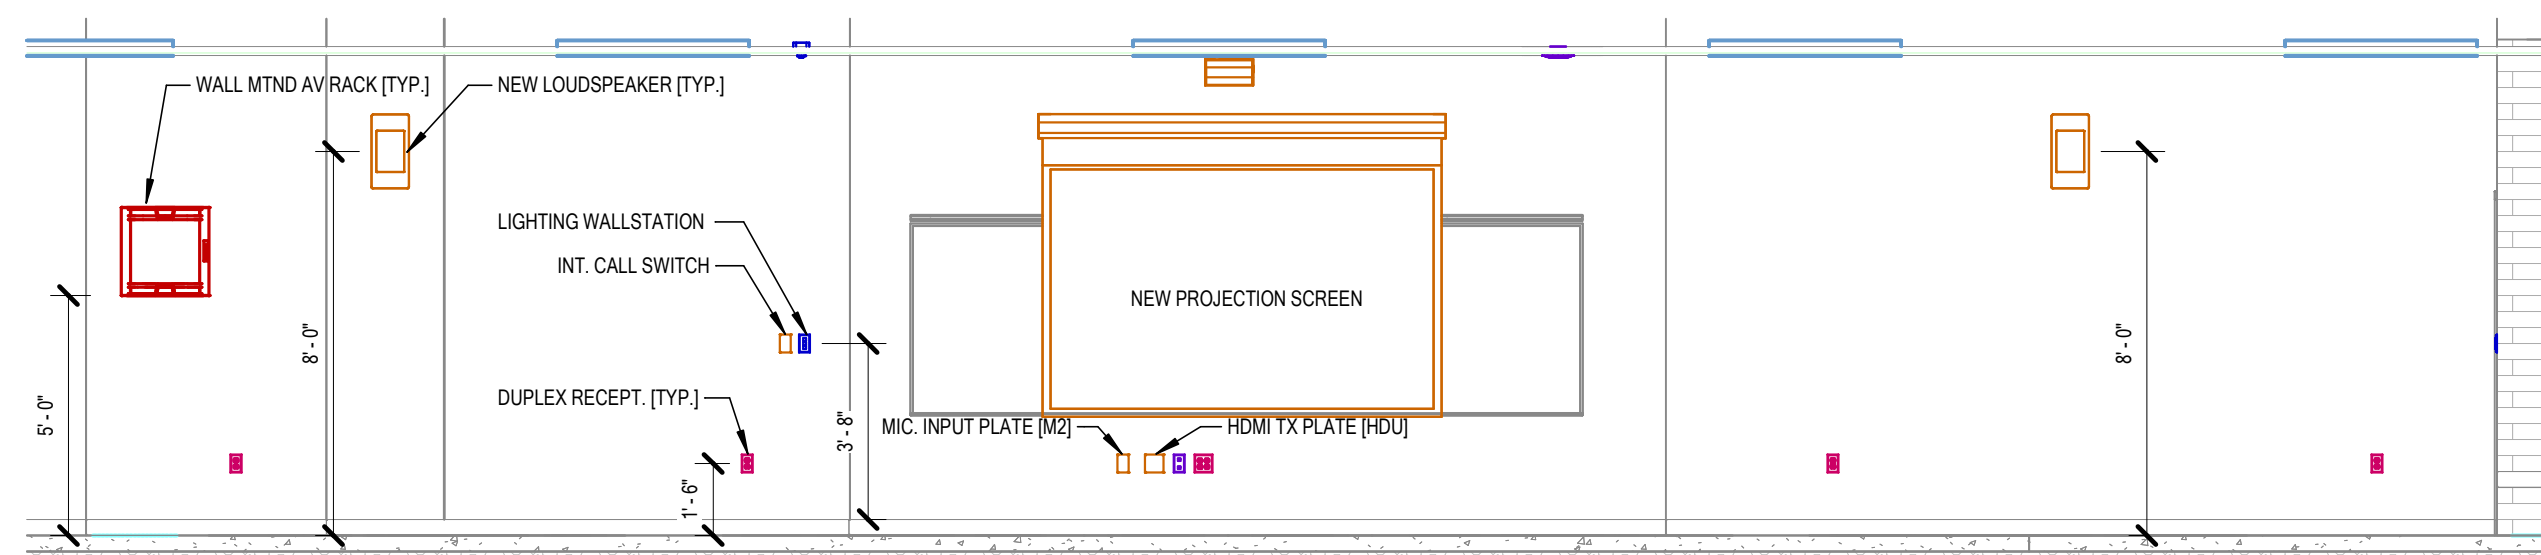 WALL MTND AV RACK [TYP.]
NEW LOUDSPEAKER [TYP.]
LIGHTING WALLSTATION
INT. CALL SWITCH
NEW PROJECTION SCREEN
8' - 0"
8' - 0"
DUPLEX RECEPT. [TYP.]
5' - 0"
3' - 8"
MIC. INPUT PLATE [M2]
HDMI TX PLATE [HDU]
1' - 6"